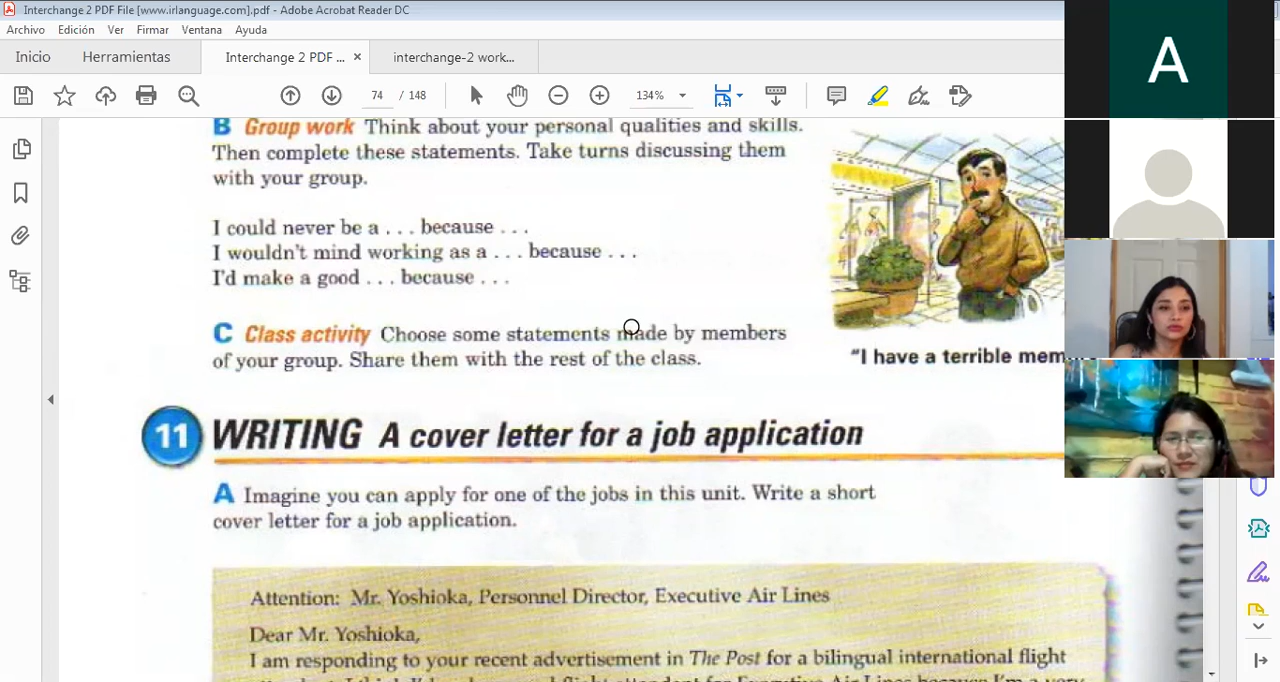 Interchange 2 PDF File [www.irlanguage.com].pdf - Adobe Acrobat Reader DC
Archivo Edición Ver Firmar Ventana Ayuda
Inicio Herramientas Interchange 2 PDF ... × interchange-2 work...
74 / 148 134%
B Group work Think about your personal qualities and skills.
Then complete these statements. Take turns discussing them
with your group.
I could never be a . . . because . . .
I wouldn't mind working as a . . . because . . .
I'd make a good . . . because . . .
C Class activity Choose some statements made by members
of your group. Share them with the rest of the class.
"I have a terrible
11 WRITING A cover letter for a job application
A Imagine you can apply for one of the jobs in this unit. Write a short
cover letter for a job application.
Attention: Mr. Yoshioka, Personnel Director, Executive Air Lines
Dear Mr. Yoshioka,
I am responding to your recent advertisement in The Post for a bilingual international flight
A